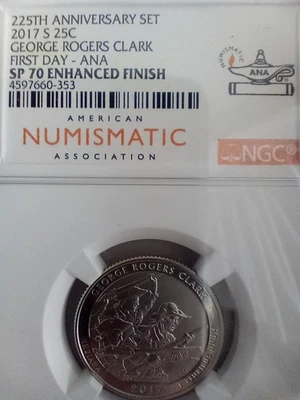 225TH ANNIVERSARY SET
2017 S 25C
GEORGE ROGERS CLARK
FIRST DAY - ANA
SP 70 ENHANCED FINISH
4597660-353
NUMISMATIC
ANA
AMERICAN
NUMISMATIC
ASSOCIATION
NGC®
GEORGE ROGERS CLARK
2017